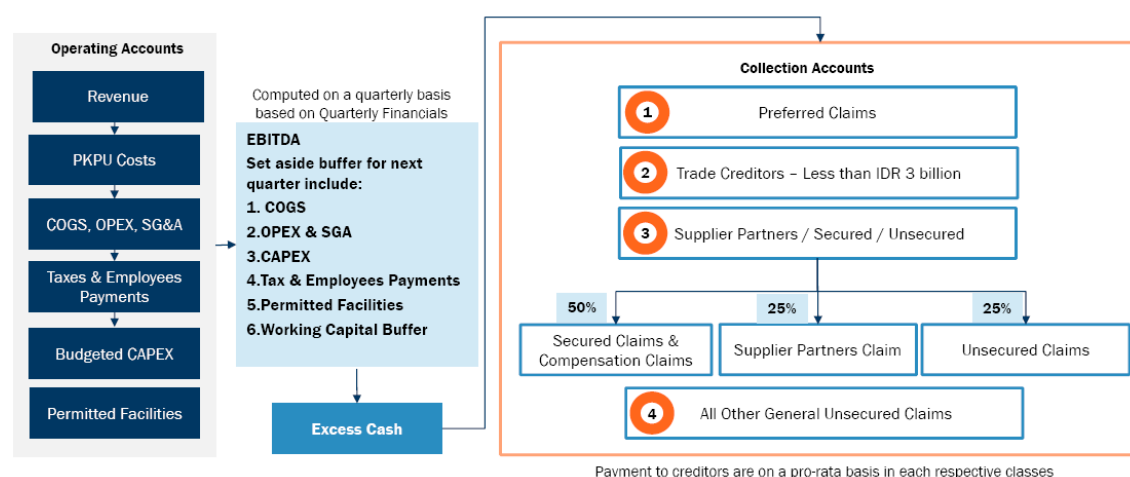 Operating Accounts
Revenue
PKPU Costs
COGS, OPEX, SG&A
Taxes & Employees
Payments
Budgeted CAPEX
Permitted Facilities
Computed on a quarterly basis
based on Quarterly Financials
EBITDA
Set aside buffer for next
quarter include:
1. COGS
2.OPEX & SGA
3.CAPEX
4.Tax & Employees Payments
5.Permitted Facilities
6.Working Capital Buffer
Excess Cash
Collection Accounts
1 Preferred Claims
2 Trade Creditors – Less than IDR 3 billion
3 Supplier Partners / Secured / Unsecured
50%
25%
25%
Secured Claims &
Compensation Claims
Supplier Partners Claim
Unsecured Claims
4 All Other General Unsecured Claims
Payment to creditors are on a pro-rata basis in each respective classes